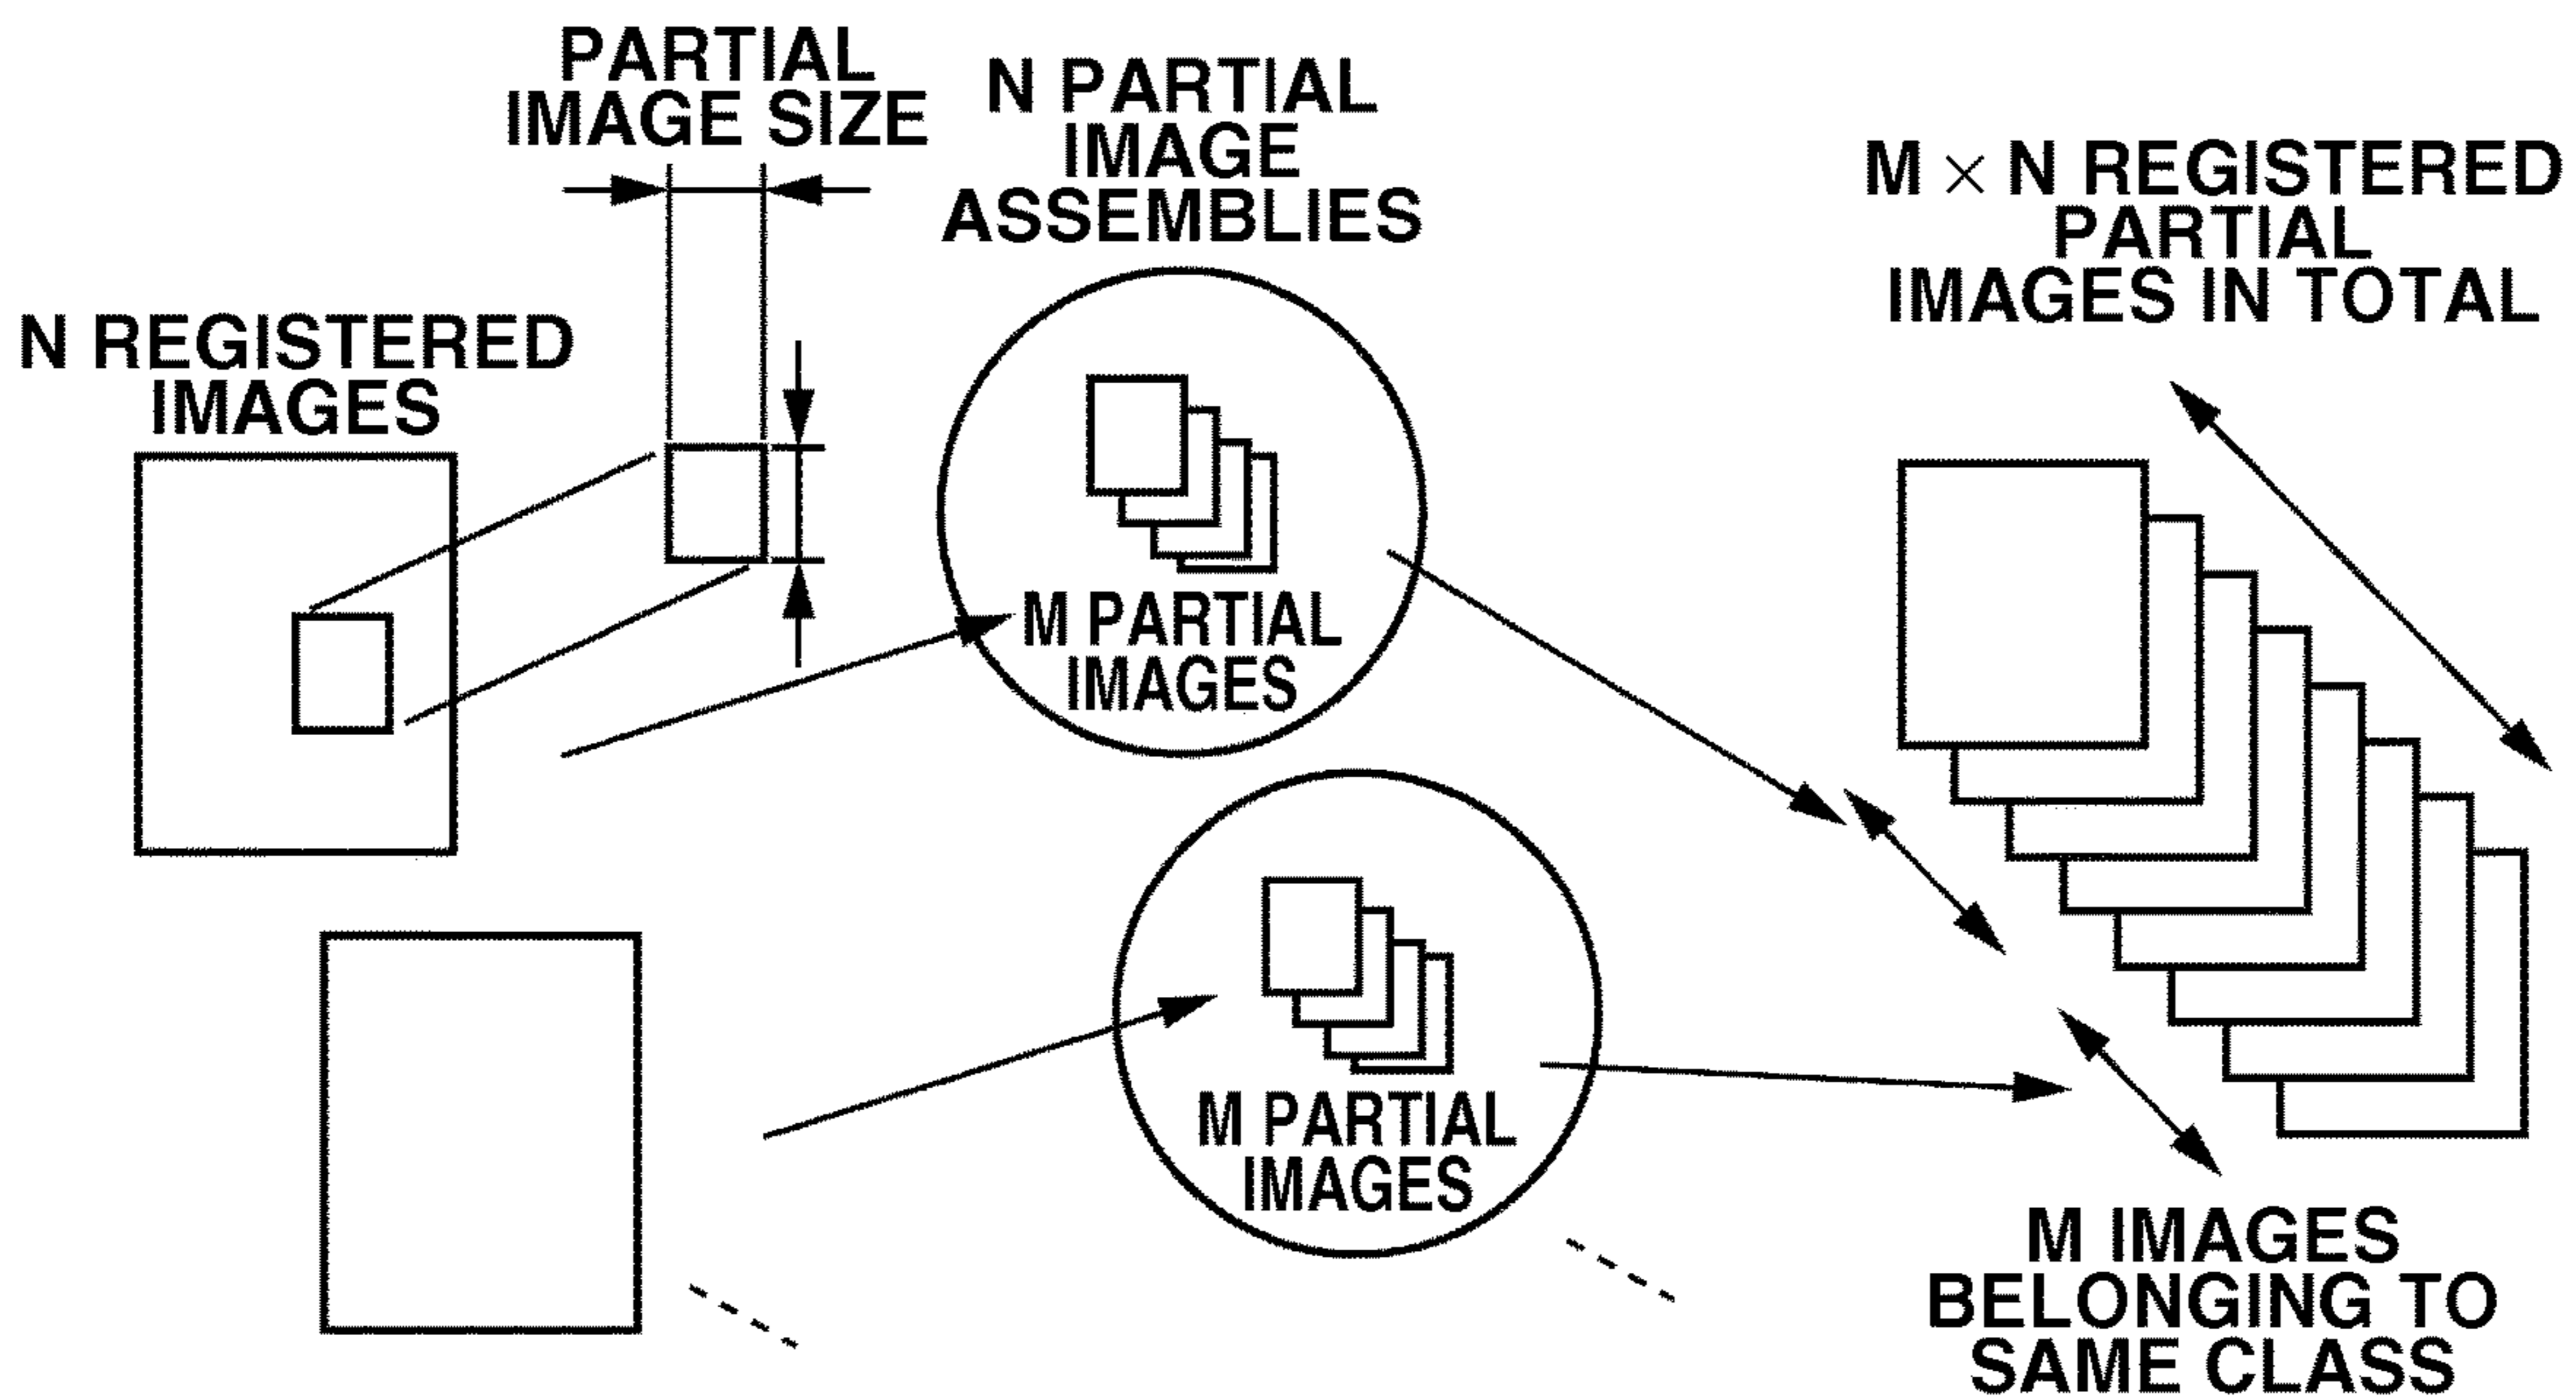 PARTIAL
IMAGE SIZE
N PARTIAL
IMAGE
ASSEMBLIES
M × N REGISTERED
PARTIAL
IMAGES IN TOTAL
N REGISTERED
IMAGES
M PARTIAL
IMAGES
M PARTIAL
IMAGES
M IMAGES
BELONGING TO
SAME CLASS